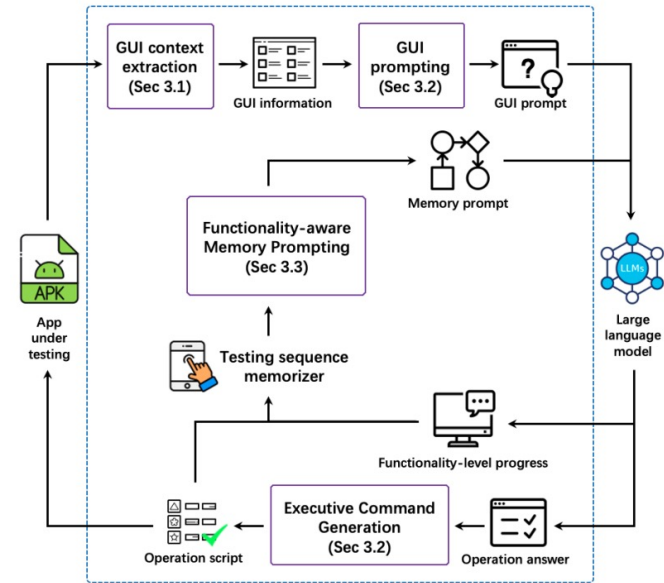 GUI context
extraction
(Sec 3.1)
GUI information
GUI
prompting
(Sec 3.2)
?
GUI prompt
Memory prompt
Functionality-aware
Memory Prompting
(Sec 3.3)
APK
App
under
testing
LLMs
Large
language
model
Testing sequence
memorizer
Functionality-level progress
Operation script
Executive Command
Generation
(Sec 3.2)
Operation answer